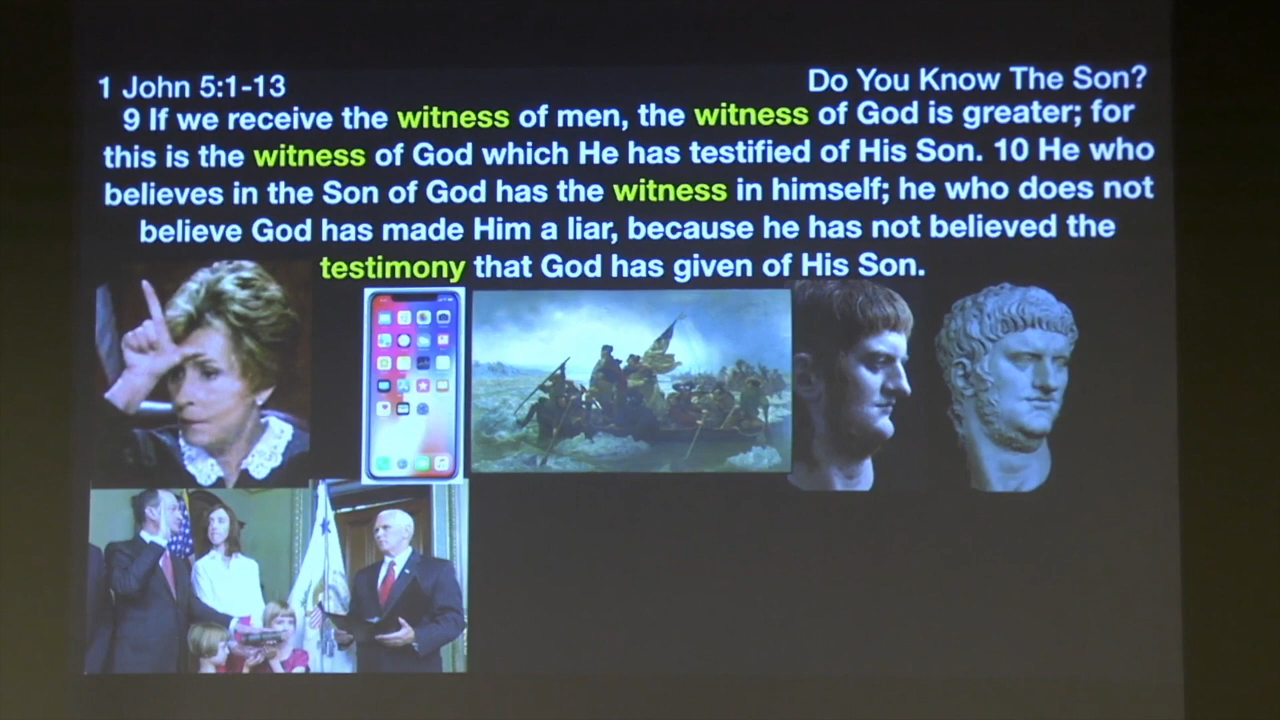 1 John 5:1-13
Do You Know The Son?
9 If we receive the witness of men, the witness of God is greater; for
this is the witness of God which He has testified of His Son. 10 He who
believes in the Son of God has the witness in himself; he who does not
believe God has made Him a liar, because he has not believed the
testimony that God has given of His Son.